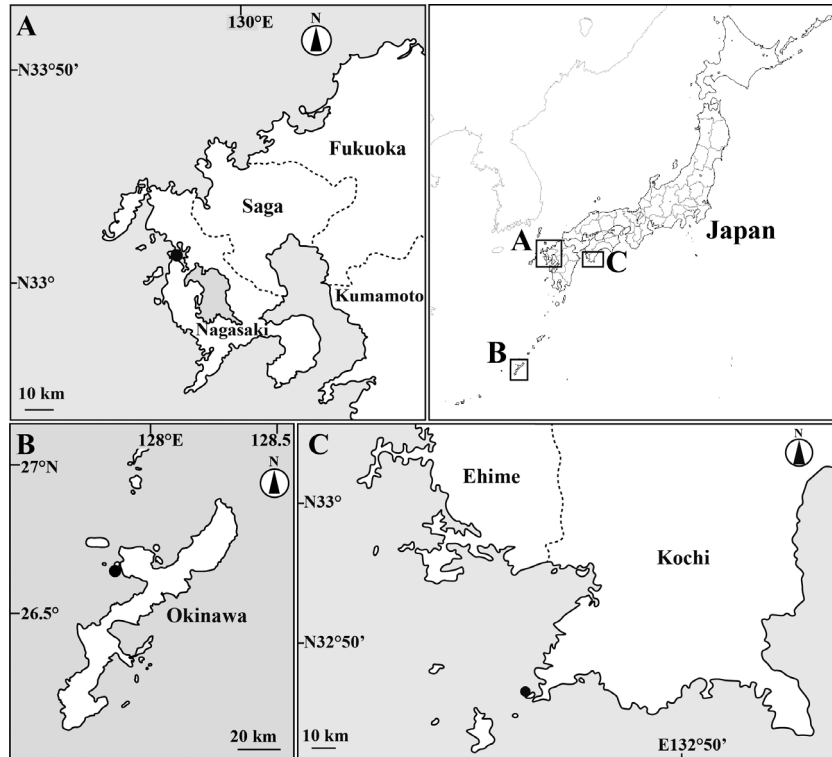 A
130°E
N
N33°50’
Fukuoka
Saga
N33°
Kumamoto
Nagasaki
10 km
A
C
Japan
B
B
128°E
128.5
27°N
N
Okinawa
26.5°
20 km
C
N
Ehime
N33°
Kochi
N32°50’
10 km
E132°50’